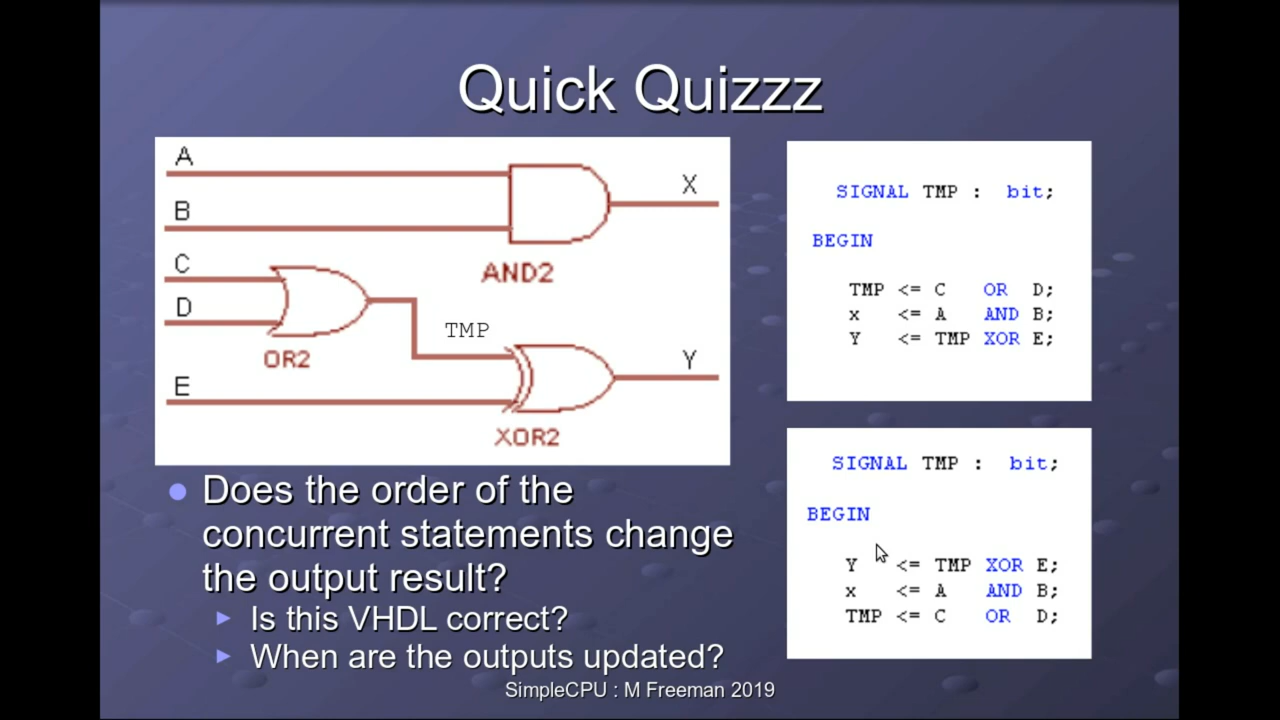 Quick Quizzz
A
B
X
AND2
C
D
TMP
OR2
Y
E
XOR2
SIGNAL TMP : bit;
BEGIN
TMP <= C OR D;
x <= A AND B;
Y <= TMP XOR E;
SIGNAL TMP : bit;
BEGIN
Y <= TMP XOR E;
x <= A AND B;
TMP <= C OR D;
Does the order of the
concurrent statements change
the output result?
Is this VHDL correct?
When are the outputs updated?
SimpleCPU : M Freeman 2019